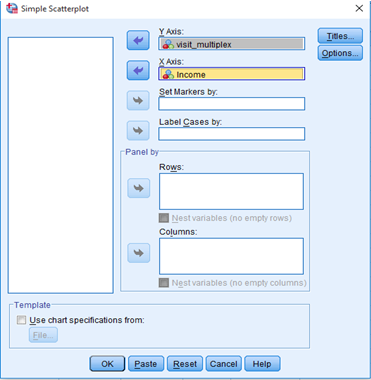 Simple Scatterplot
Y Axis:
visit_multiplex
Titles...
X Axis:
Options...
Income
Set Markers by:
Label Cases by:
Panel by
Rows:
Nest variables (no empty rows)
Columns:
Nest variables (no empty columns)
Template
Use chart specifications from:
File...
OK Paste Reset Cancel Help